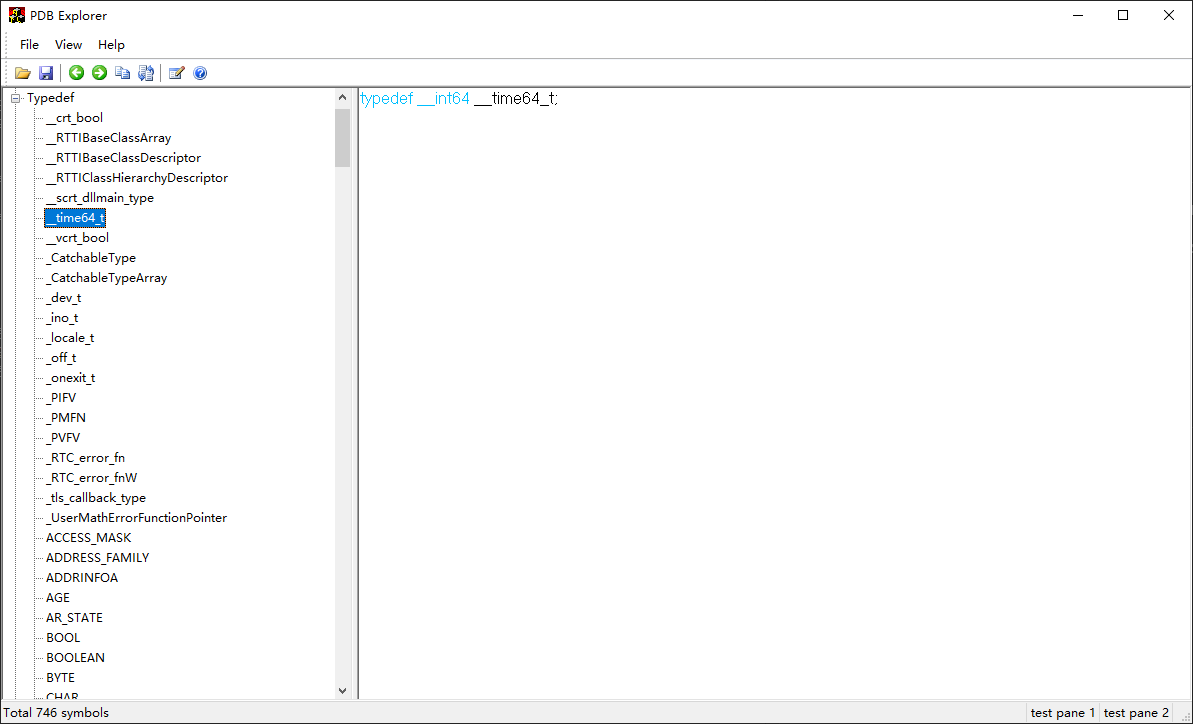 PDB Explorer
File View Help
Typedef
typedef __int64 __time64_t;
__crt_bool
__RTTIBaseClassArray
__RTTIBaseClassDescriptor
__RTTIClassHierarchyDescriptor
__scrt_dllmain_type
__time64_t
__vcrt_bool
_CatchableType
_CatchableTypeArray
_dev_t
_ino_t
_locale_t
_off_t
_onexit_t
_PIFV
_PMFN
_PVFV
_RTC_error_fn
_RTC_error_fnW
_tls_callback_type
_UserMathErrorFunctionPointer
ACCESS_MASK
ADDRESS_FAMILY
ADDRINFOA
AGE
AR_STATE
BOOL
BOOLEAN
BYTE
CHAR
Total 746 symbols
test pane 1 test pane 2